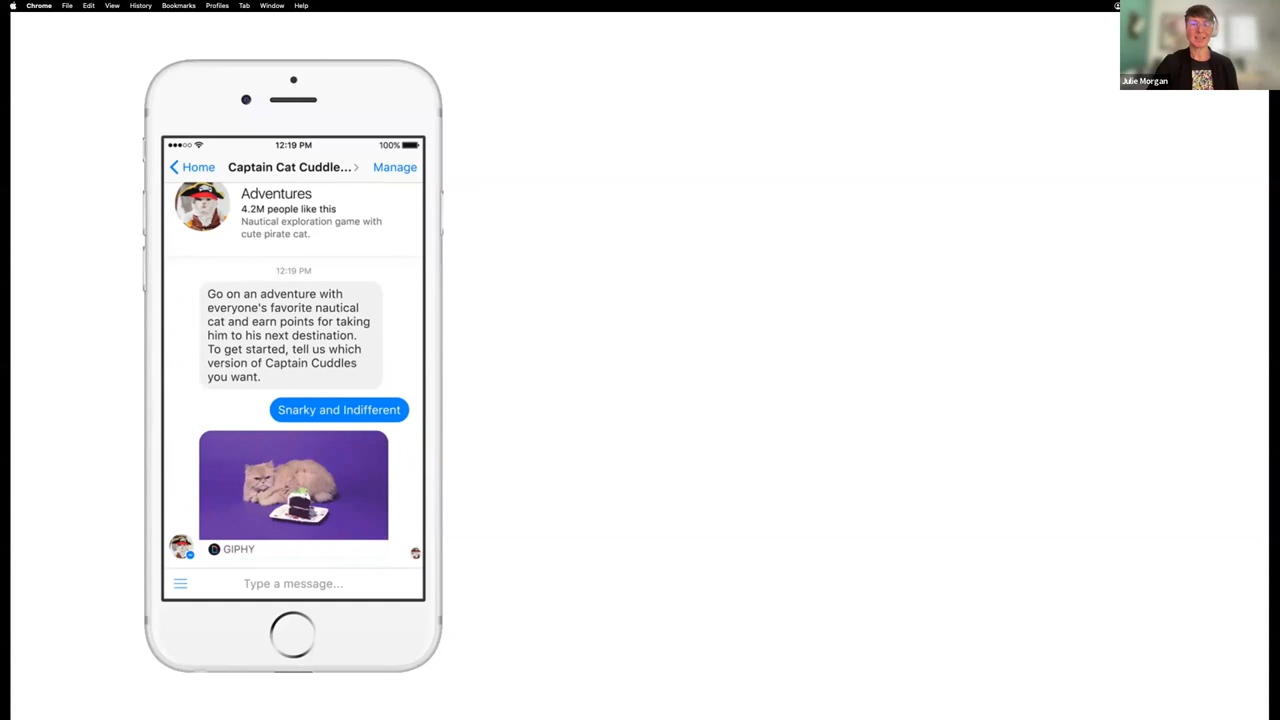 Chrome File Edit View History Bookmarks Profiles Tab Window Help
Julie Morgan
12:19 PM 100%
Home Captain Cat Cuddle... Manage
Adventures
4.2M people like this
Nautical exploration game with
cute pirate cat.
12:19 PM
Go on an adventure with
everyone's favorite nautical
cat and earn points for taking
him to his next destination.
To get started, tell us which
version of Captain Cuddles
you want.
Snarky and Indifferent
GIPHY
Type a message...